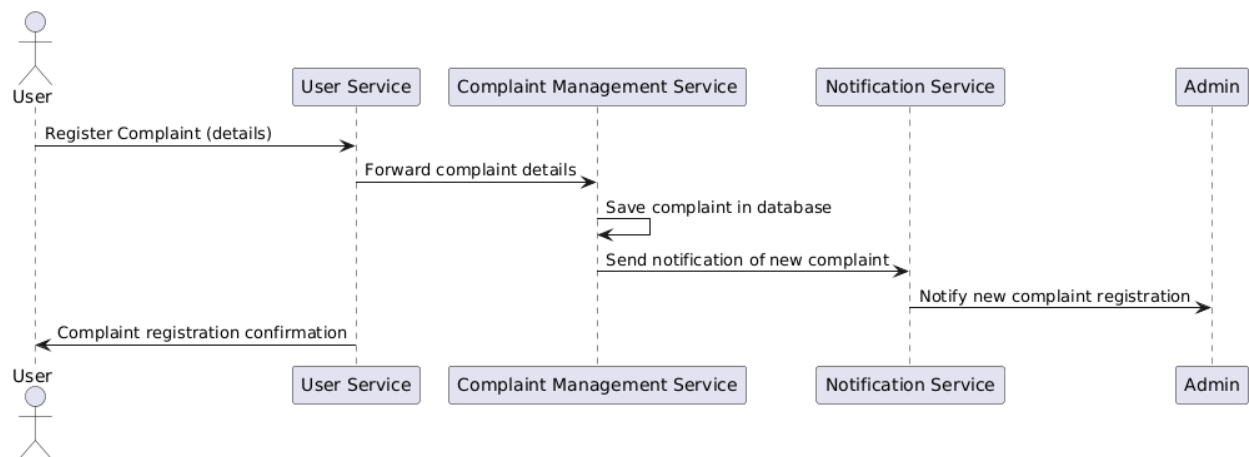 User
User Service
Complaint Management Service
Notification Service
Admin
Register Complaint (details)
Forward complaint details
Save complaint in database
Send notification of new complaint
Notify new complaint registration
Complaint registration confirmation
User
User Service
Complaint Management Service
Notification Service
Admin